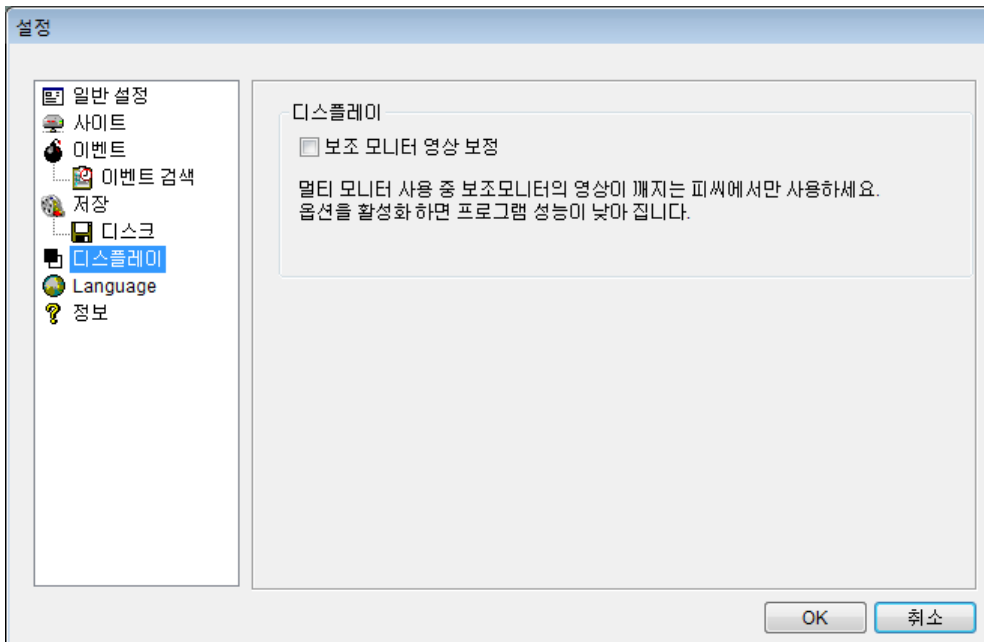 설정
일반 설정
사이트
이벤트
이벤트 검색
저장
디스크
디스플레이
Language
정보
디스플레이
보조 모니터 영상 보정
멀티 모니터 사용 중 보조모니터의 영상이 깨지는 피씨에서만 사용하세요.
옵션을 활성화 하면 프로그램 성능이 낮아 집니다.
OK
취소